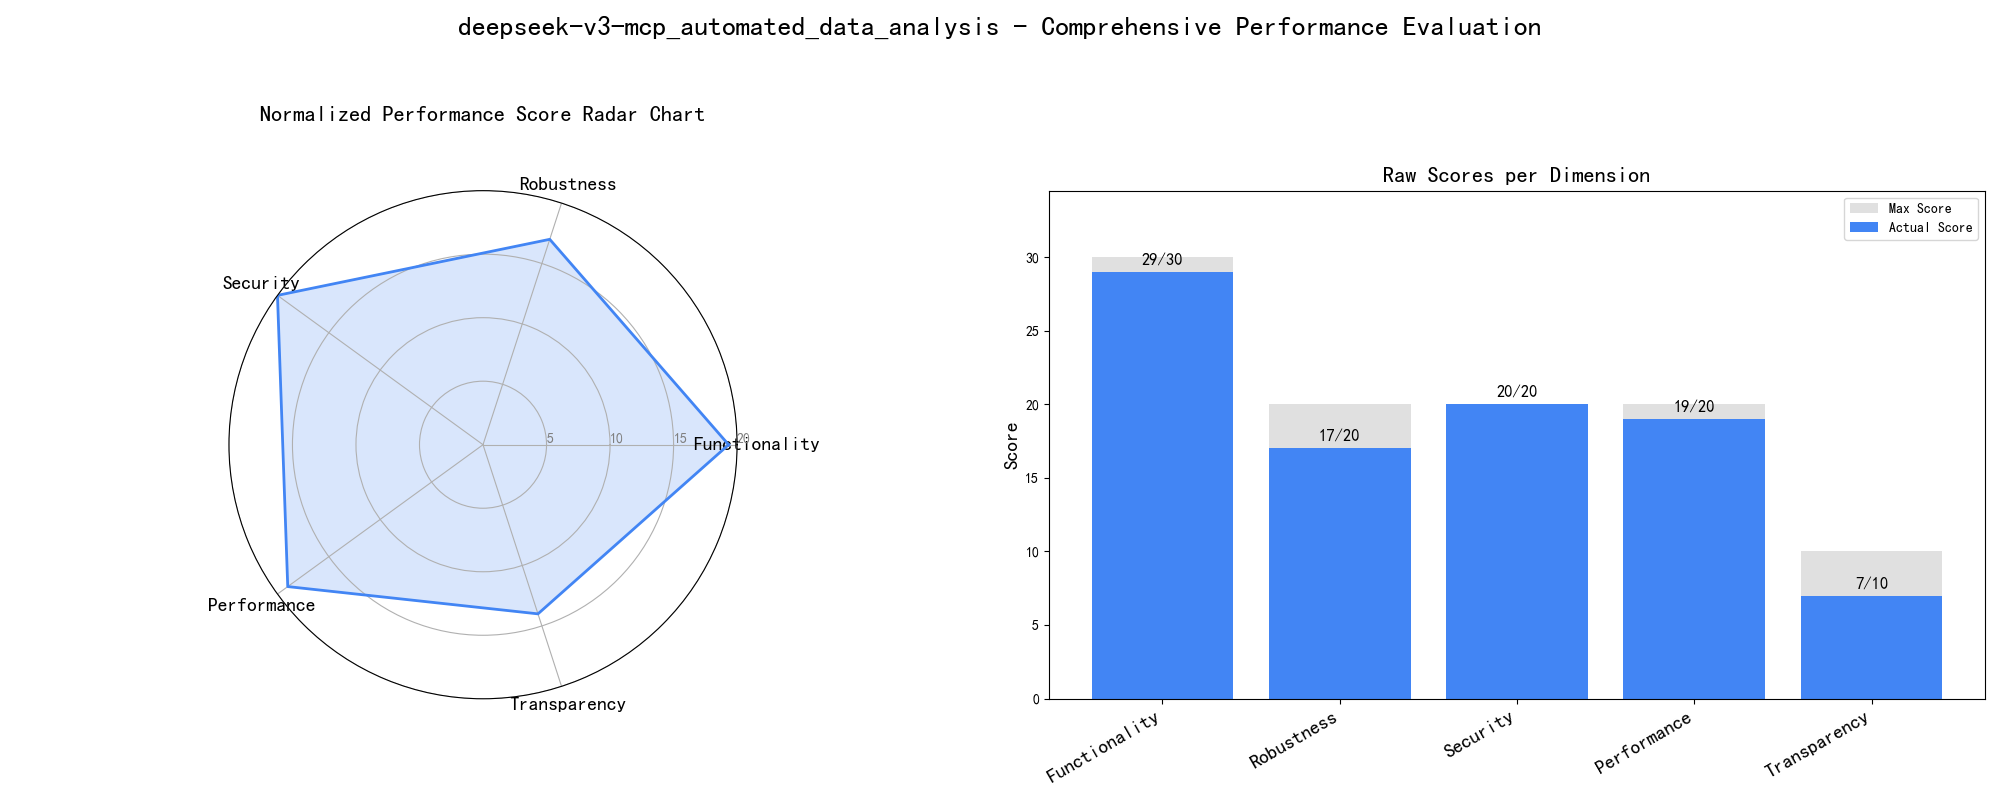 deepseek-v3-mcp_automated_data_analysis - Comprehensive Performance Evaluation
Normalized Performance Score Radar Chart
Robustness
Security
5
10
15
20
Functionality
Performance
Transparency
Raw Scores per Dimension
Max Score
Actual Score
Score
30
25
20
15
10
5
0
29/30
17/20
20/20
19/20
7/10
Functionality
Robustness
Security
Performance
Transparency